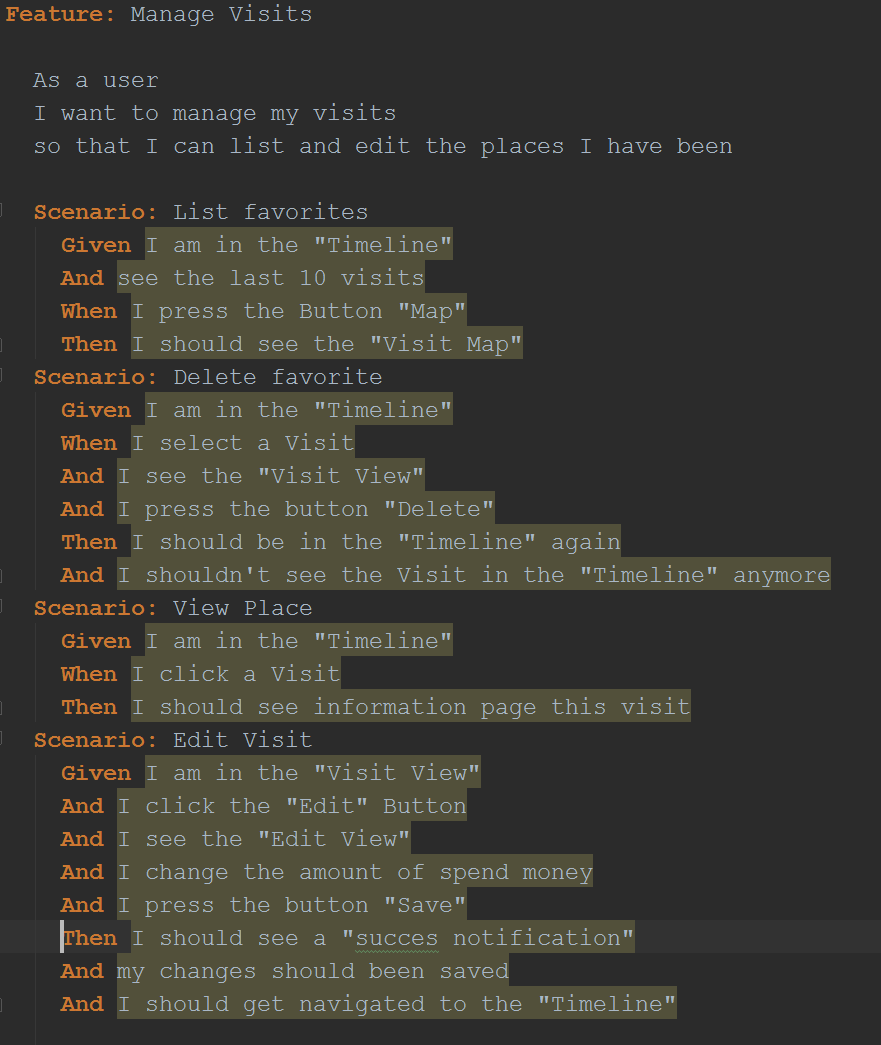 Feature: Manage Visits
As a user
I want to manage my visits
so that I can list and edit the places I have been
Scenario: List favorites
Given I am in the "Timeline"
And see the last 10 visits
When I press the Button "Map"
Then I should see the "Visit Map"
Scenario: Delete favorite
Given I am in the "Timeline"
When I select a Visit
And I see the "Visit View"
And I press the button "Delete"
Then I should be in the "Timeline" again
And I shouldn't see the Visit in the "Timeline" anymore
Scenario: View Place
Given I am in the "Timeline"
When I click a Visit
Then I should see information page this visit
Scenario: Edit Visit
Given I am in the "Visit View"
And I click the "Edit" Button
And I see the "Edit View"
And I change the amount of spend money
And I press the button "Save"
Then I should see a "succes notification"
And my changes should been saved
And I should get navigated to the "Timeline"